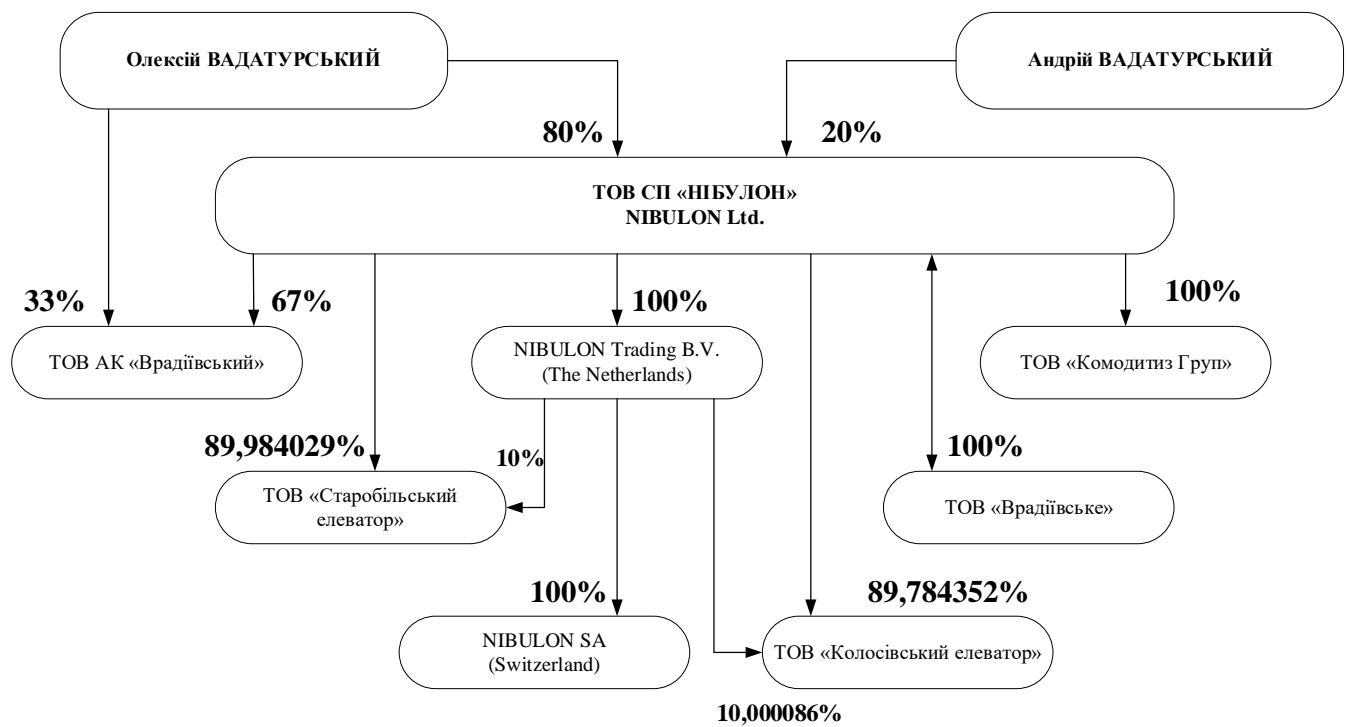 Олексій ВАДАТУРСЬКИЙ
Андрій ВАДАТУРСЬКИЙ
80%
20%
ТОВ СП «НІБУЛОН»
NIBULON Ltd.
33%
67%
100%
100%
ТОВ АК «Врадіївський»
NIBULON Trading B.V.
(The Netherlands)
ТОВ «Комодитиз Груп»
89,984029%
10%
100%
ТОВ «Старобільський
елеватор»
ТОВ «Врадіївське»
100%
89,784352%
NIBULON SA
(Switzerland)
ТОВ «Колосівський елеватор»
10,000086%